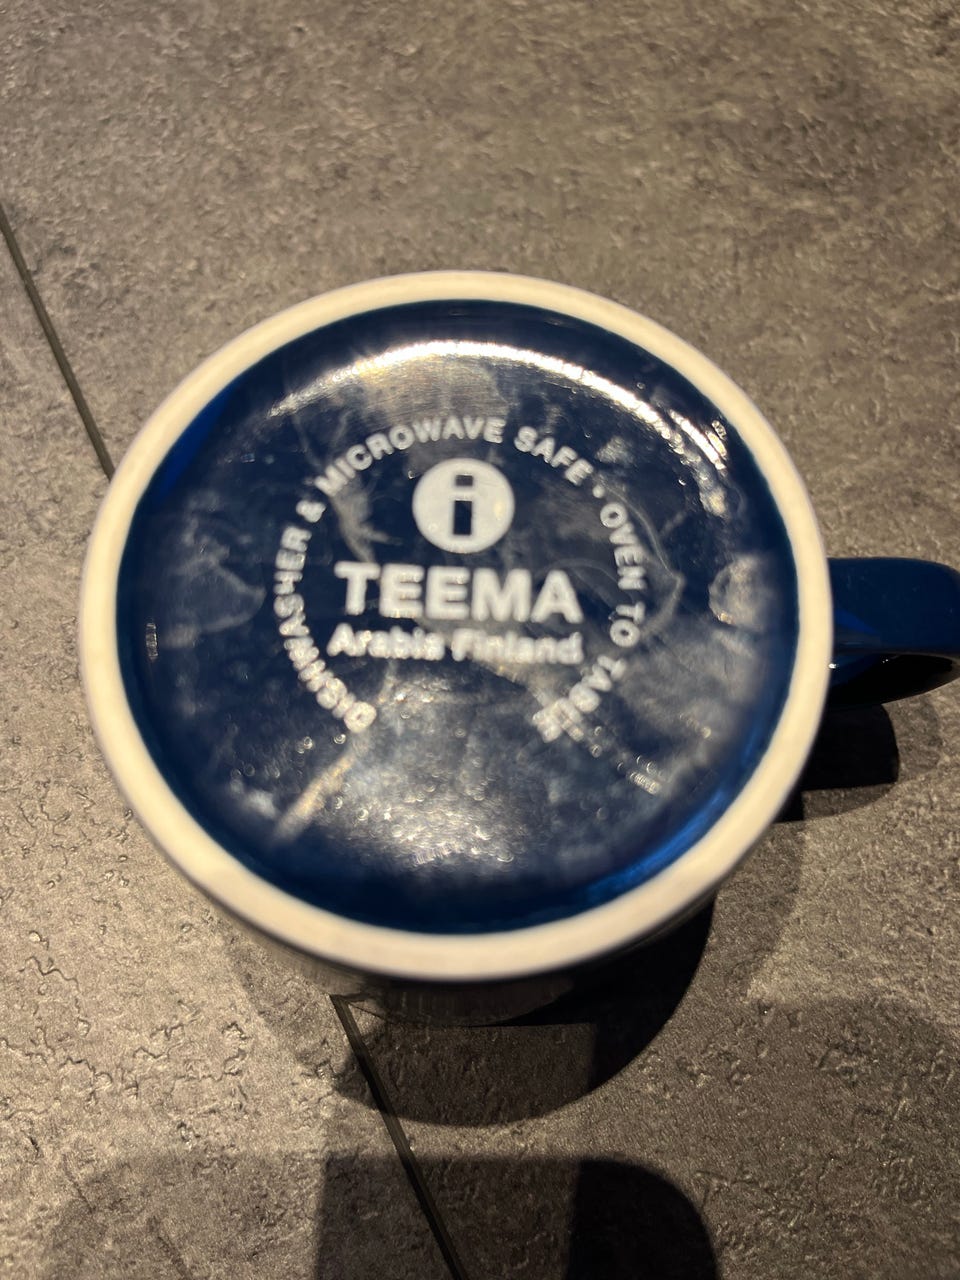 DISHWASHER & MICROWAVE SAFE • OVEN TO TABLE
i
TEEMA
Arabia Finland